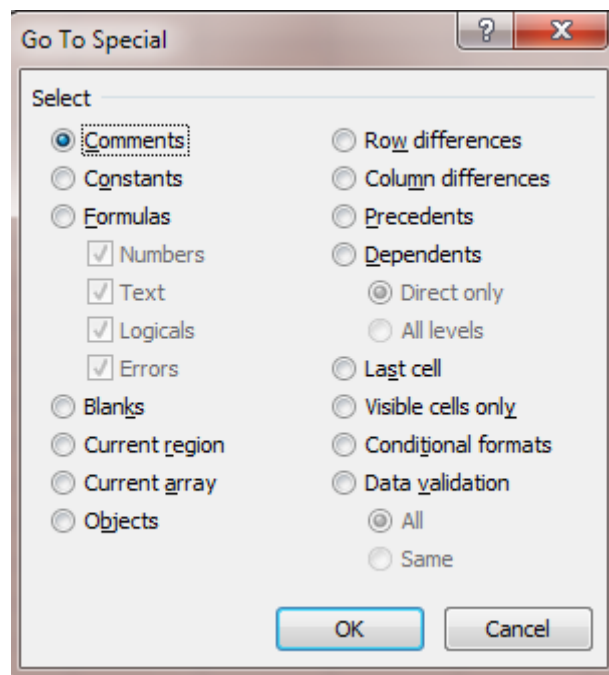 Go To Special
?
Select
Comments
Constants
Formulas
Numbers
Text
Logicals
Errors
Blanks
Current region
Current array
Objects
Row differences
Column differences
Precedents
Dependents
Direct only
All levels
Last cell
Visible cells only
Conditional formats
Data validation
All
Same
OK
Cancel